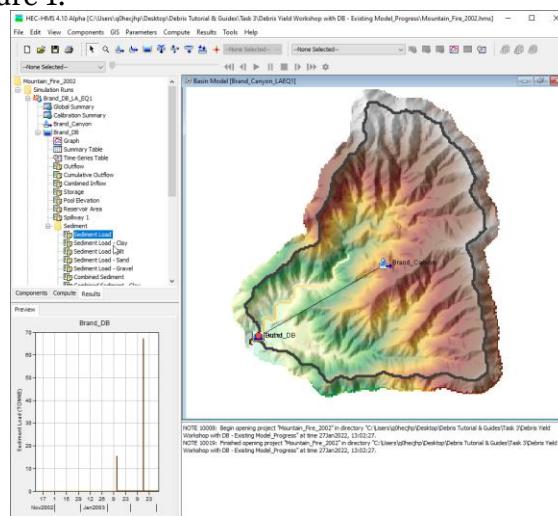 ure 1.
HEC-HMS 4.10 Alpha [C:\Users\q0hecjhp\Desktop\Debris Tutorial & Guides\Task 3\Debris Yield Workshop with DB - Existing Model_Progress\Mountain_Fire_2002.hms]
File Edit View Components GIS Parameters Compute Results Tools Help
--None Selected--
--None Selected--
--None Selected--
Mountain_Fire_2002
Simulation Runs
Brand_DB_LA_EQ1
Global Summary
Calibration Summary
Brand_Canyon
Brand_DB
Graph
Summary Table
Time-Series Table
Outflow
Cumulative Outflow
Combined Inflow
Storage
Pool Elevation
Reservoir Area
Spillway 1
Sediment
Sediment Load
Sediment Load - Clay
Sediment Load - Silt
Sediment Load - Sand
Sediment Load - Gravel
Combined Sediment
Components Compute Results
Preview
Brand_DB
Sediment Load (TONNE)
70
60
50
40
30
20
10
0
17 1 15 29 12 26 9 23 9 23
Nov2002 Jan2003
Basin Model [Brand_Canyon_LAEQ1]
Brand_DB
NOTE 10008: Begin opening project "Mountain_Fire_2002" in directory "C:\Users\q0hecjhp\Desktop\Debris Tutorial & Guides\Task 3\Debris Yield
Workshop with DB - Existing Model_Progress" at time 27Jan2022, 13:02:27.
NOTE 10019: Finished opening project "Mountain_Fire_2002" in directory "C:\Users\q0hecjhp\Desktop\Debris Tutorial & Guides\Task 3\Debris Yield
Workshop with DB - Existing Model_Progress" at time 27Jan2022, 13:02:27.